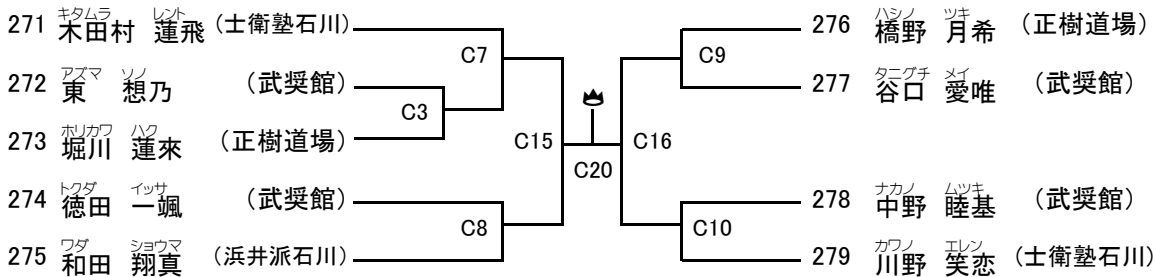 キタムラ レント
271 木田村 蓮飛 (士衛塾石川)
アズマ ソノ
272 東 想乃 (武奨館)
ホリカワ ハク
273 堀川 蓮來 (正樹道場)
トクダ イッサ
274 徳田 一颯 (武奨館)
ワダ ショウマ
275 和田 翔真 (浜井派石川)
C7
C3
C15
C8
C20
C9
C16
C10
ハシノ ツキ
276 橋野 月希 (正樹道場)
タニグチ メイ
277 谷口 愛唯 (武奨館)
ナカノ ムツキ
278 中野 睦基 (武奨館)
カワノ エレン
279 川野 笑恋 (士衛塾石川)